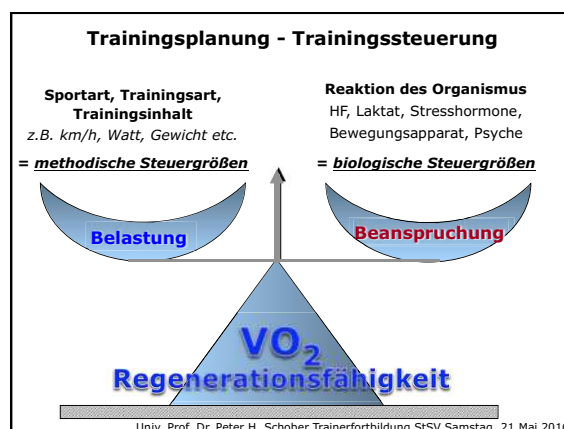 Trainingsplanung - Trainingssteuerung
Sportart, Trainingsart,
Trainingsinhalt
z.B. km/h, Watt, Gewicht etc.
= methodische Steuergrößen
Reaktion des Organismus
HF, Laktat, Stresshormone,
Bewegungsapparat, Psyche
= biologische Steuergrößen
Belastung
Beanspruchung
VO2
Regenerationsfähigkeit
Univ. Prof. Dr. Peter H. Schober Trainerfortbildung StSV Samstag, 21.Mai 2016